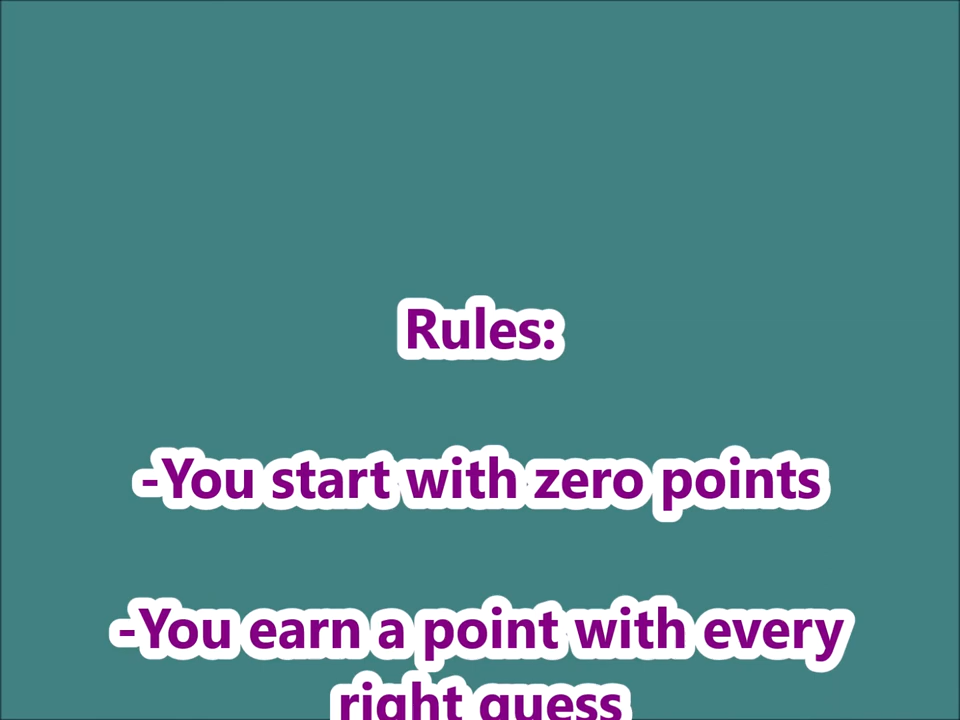 Rules:
-You start with zero points
-You earn a point with every
right guess